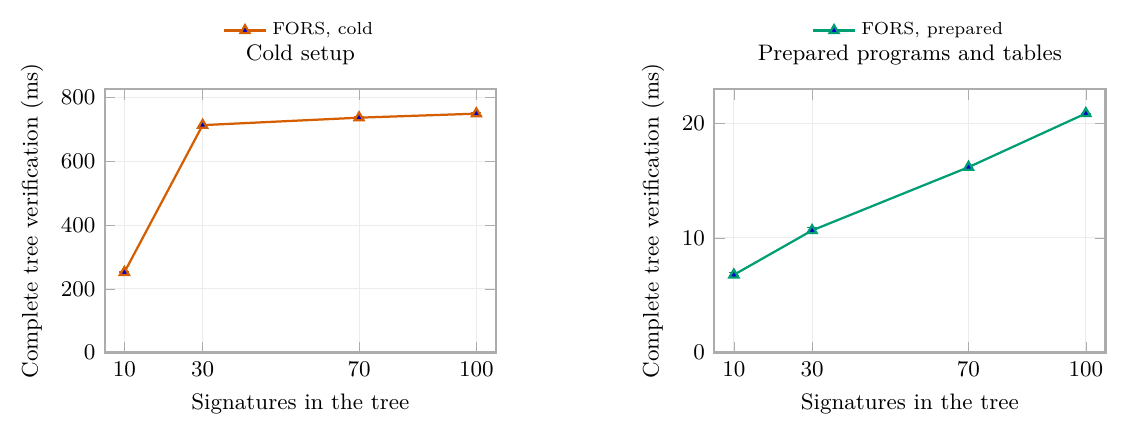 FORS, cold
Cold setup
Complete tree verification (ms)
800
600
400
200
0
10 30 70 100
Signatures in the tree
FORS, prepared
Prepared programs and tables
Complete tree verification (ms)
20
10
0
10 30 70 100
Signatures in the tree